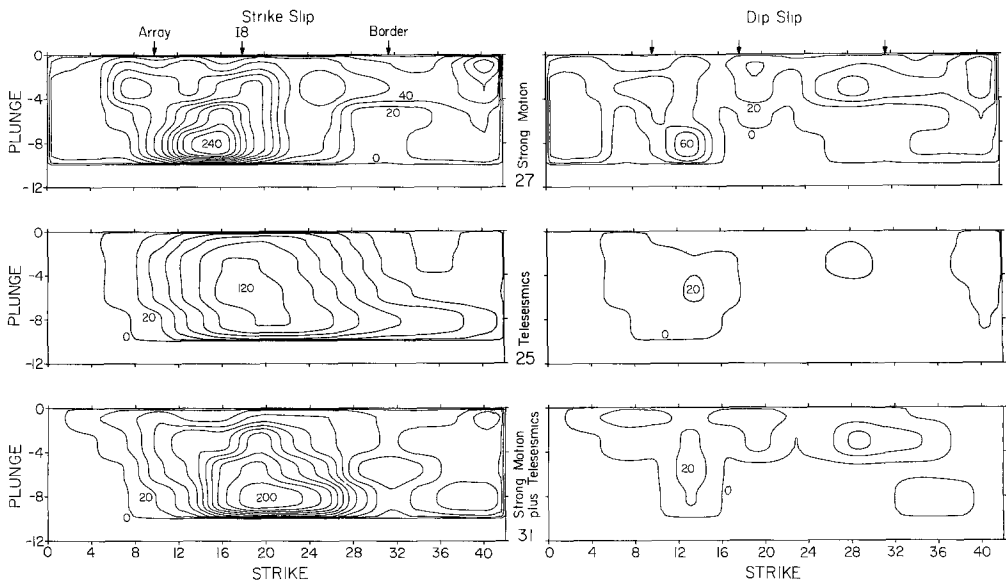 Strike Slip
Dip Slip
Array
I8
Border
0
-4
-8
-12
PLUNGE
240
40
20
0
Strong Motion
27
60
20
0
0
-4
-8
-12
PLUNGE
120
20
0
Teleseismics
25
20
0
0
-4
-8
-12
PLUNGE
20
200
0
Strong Motion
plus Teleseismics
31
20
0
0 4 8 12 16 20 24 28 32 36 40
STRIKE
0 4 8 12 16 20 24 28 32 36 40
STRIKE